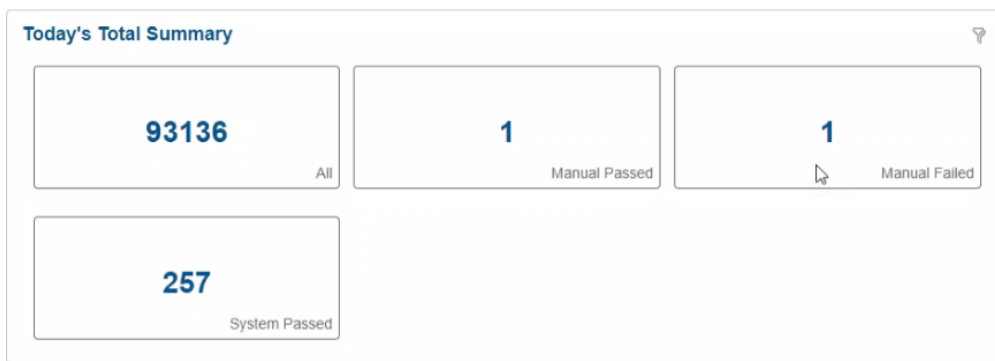 Today's Total Summary
93136
All
1
Manual Passed
1
Manual Failed
257
System Passed